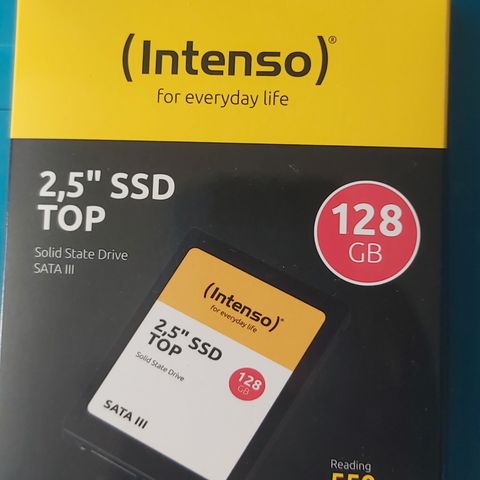 (Intenso)®
for everyday life
2,5" SSD
TOP
Solid State Drive
SATA III
128
GB
(Intenso)®
for everyday life
2,5" SSD
TOP
Solid State Drive
128
GB
SATA III
Reading